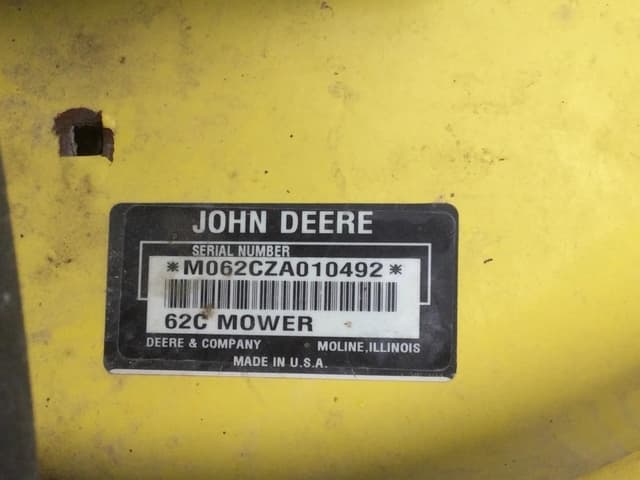 JOHN DEERE
SERIAL NUMBER
*M062CZA010492*
62C MOWER
DEERE & COMPANY MOLINE,ILLINOIS
MADE IN U.S.A.